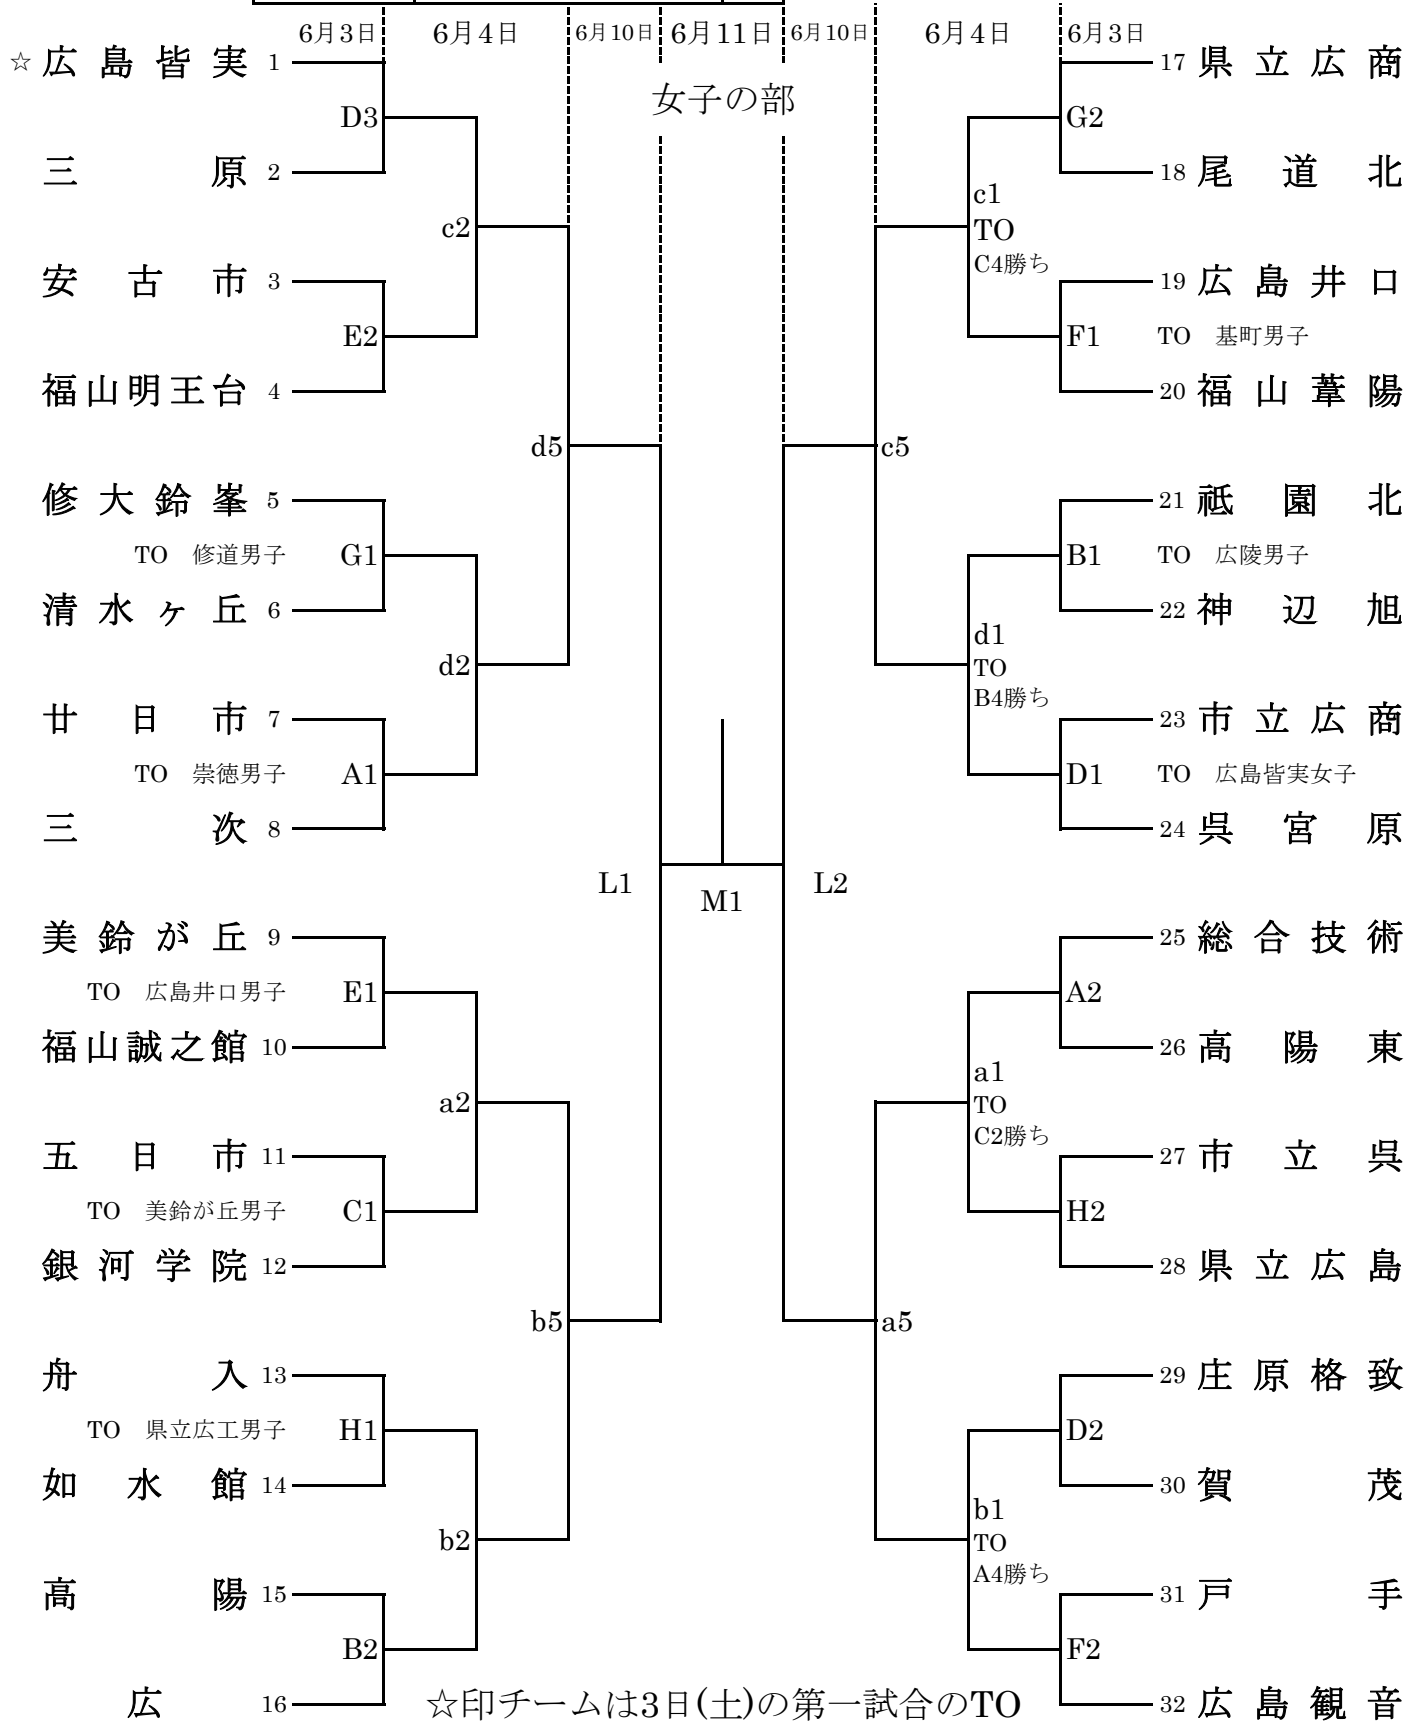 6月3日 6月4日 6月10日 6月11日 6月10日 6月4日 6月3日
女子の部
☆ 広島皆実 1
D3
三原 2
c2
安古市 3
E2
福山明王台 4
d5
修大鈴峯 5
TO 修道男子 G1
清水ヶ丘 6
d2
廿日市 7
TO 崇徳男子 A1
三次 8
L1
M1
L2
美鈴が丘 9
TO 広島井口男子 E1
福山誠之館 10
a2
五日市 11
TO 美鈴が丘男子 C1
銀河学院 12
b5
舟入 13
TO 県立広工男子 H1
如水館 14
b2
高陽 15
B2
広 16
17 県立広商
G2
18 尾道北
c1
TO
C4勝ち
19 広島井口
F1 TO 基町男子
20 福山葦陽
c5
21 祗園北
B1 TO 広陵男子
22 神辺旭
d1
TO
B4勝ち
23 市立広商
D1 TO 広島皆実女子
24 呉宮原
25 総合技術
A2
26 高陽東
a1
TO
C2勝ち
27 市立呉
H2
28 県立広島
a5
29 庄原格致
D2
30 賀茂
b1
TO
A4勝ち
31 戸手
F2
32 広島観音
☆印チームは3日(土)の第一試合のTO